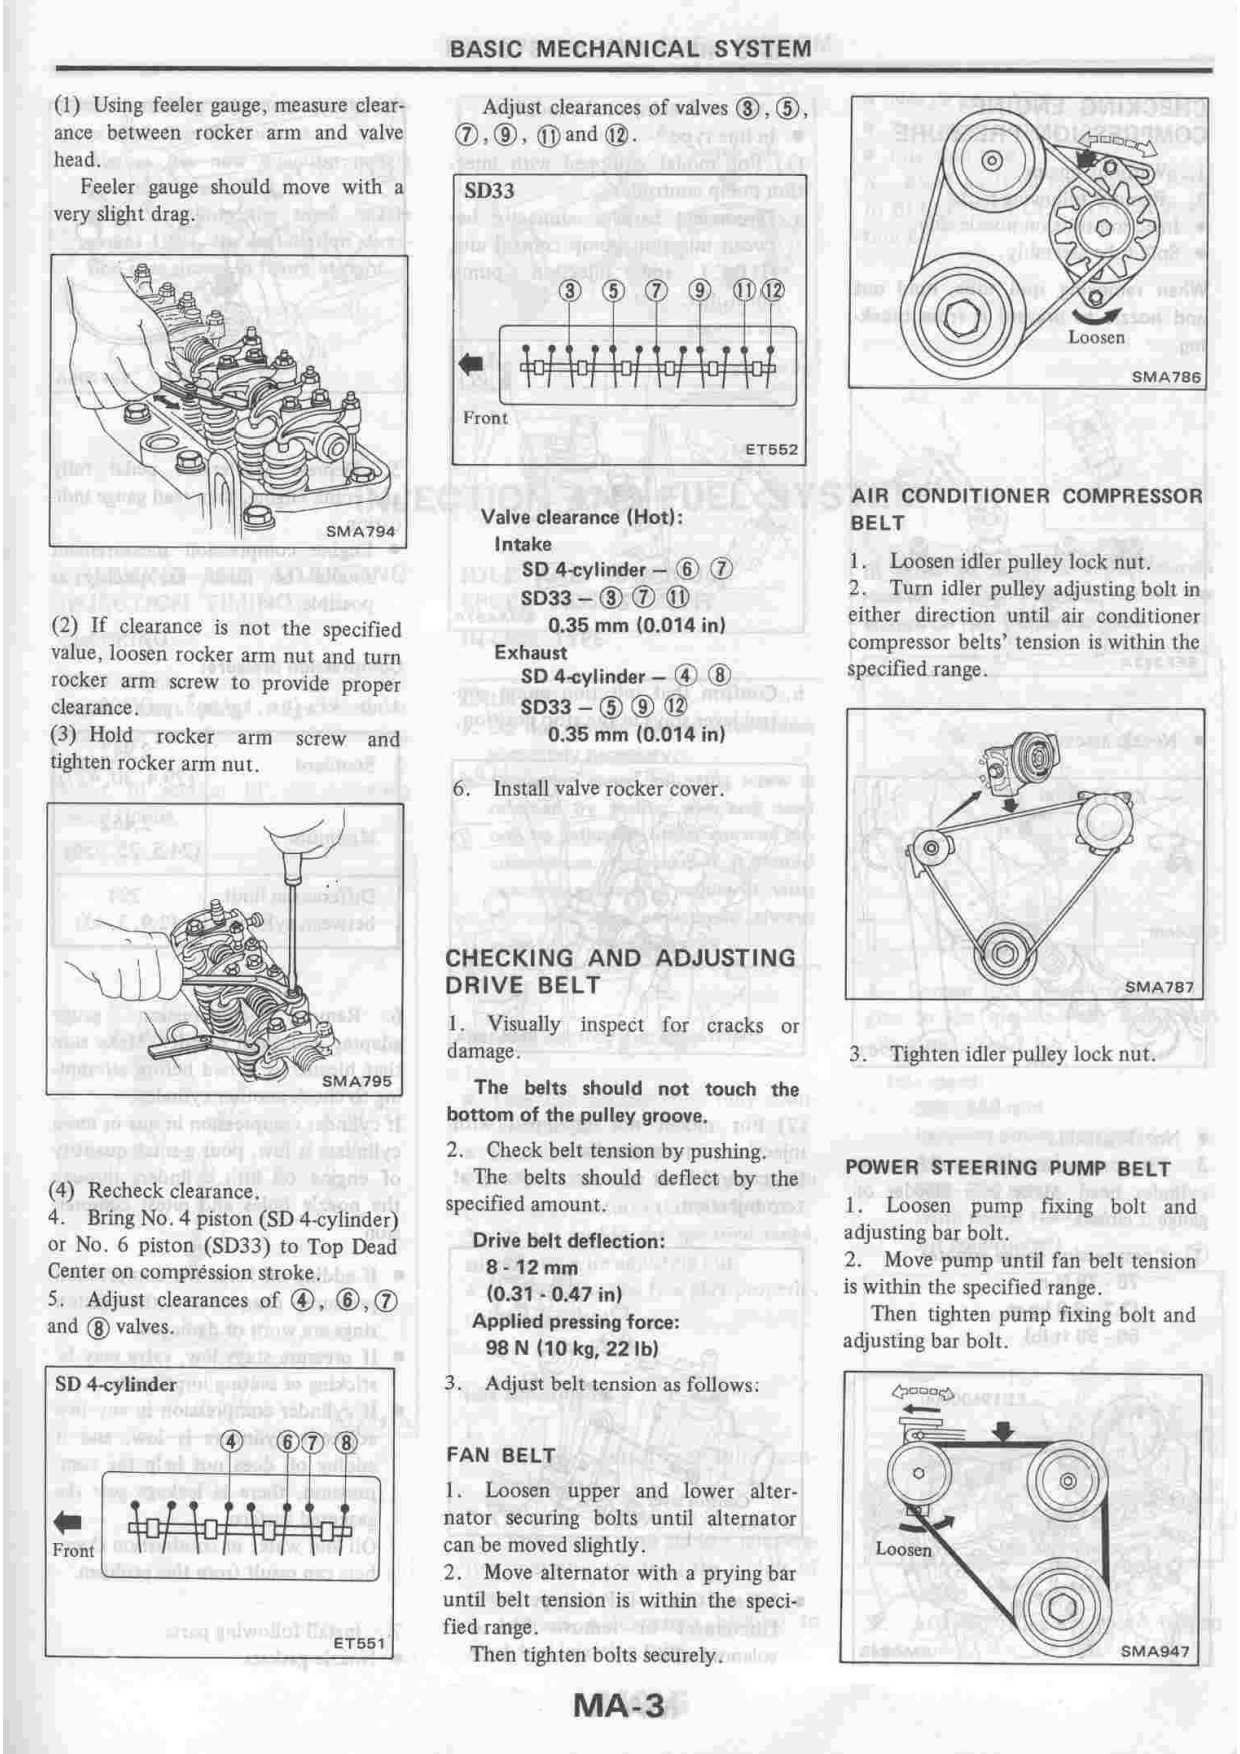 BASIC MECHANICAL SYSTEM
(1) Using feeler gauge, measure clear-
ance between rocker arm and valve
head.
Feeler gauge should move with a
very slight drag.
SMA794
(2) If clearance is not the specified
value, loosen rocker arm nut and turn
rocker arm screw to provide proper
clearance.
(3) Hold rocker arm screw and
tighten rocker arm nut.
SMA795
(4) Recheck clearance.
4. Bring No. 4 piston (SD 4-cylinder)
or No. 6 piston (SD33) to Top Dead
Center on compression stroke.
5. Adjust clearances of ④, ⑥, ⑦
and ⑧ valves.
SD 4-cylinder
④ ⑥ ⑦ ⑧
Front
ET551
Adjust clearances of valves ③, ⑤,
⑦, ⑨, ⑪ and ⑫.
SD33
③ ⑤ ⑦ ⑨ ⑪ ⑫
Front
ET552
Valve clearance (Hot):
Intake
SD 4-cylinder – ⑥ ⑦
SD33 – ③ ⑦ ⑪
0.35 mm (0.014 in)
Exhaust
SD 4-cylinder – ④ ⑧
SD33 – ⑤ ⑨ ⑫
0.35 mm (0.014 in)
6. Install valve rocker cover.
CHECKING AND ADJUSTING
DRIVE BELT
1. Visually inspect for cracks or
damage.
The belts should not touch the
bottom of the pulley groove.
2. Check belt tension by pushing.
The belts should deflect by the
specified amount.
Drive belt deflection:
8 - 12 mm
(0.31 - 0.47 in)
Applied pressing force:
98 N (10 kg, 22 lb)
3. Adjust belt tension as follows:
FAN BELT
1. Loosen upper and lower alter-
nator securing bolts until alternator
can be moved slightly.
2. Move alternator with a prying bar
until belt tension is within the speci-
fied range.
Then tighten bolts securely.
Loosen
SMA786
AIR CONDITIONER COMPRESSOR
BELT
1. Loosen idler pulley lock nut.
2. Turn idler pulley adjusting bolt in
either direction until air conditioner
compressor belts' tension is within the
specified range.
SMA787
3. Tighten idler pulley lock nut.
POWER STEERING PUMP BELT
1. Loosen pump fixing bolt and
adjusting bar bolt.
2. Move pump until fan belt tension
is within the specified range.
Then tighten pump fixing bolt and
adjusting bar bolt.
Loosen
SMA947
MA-3